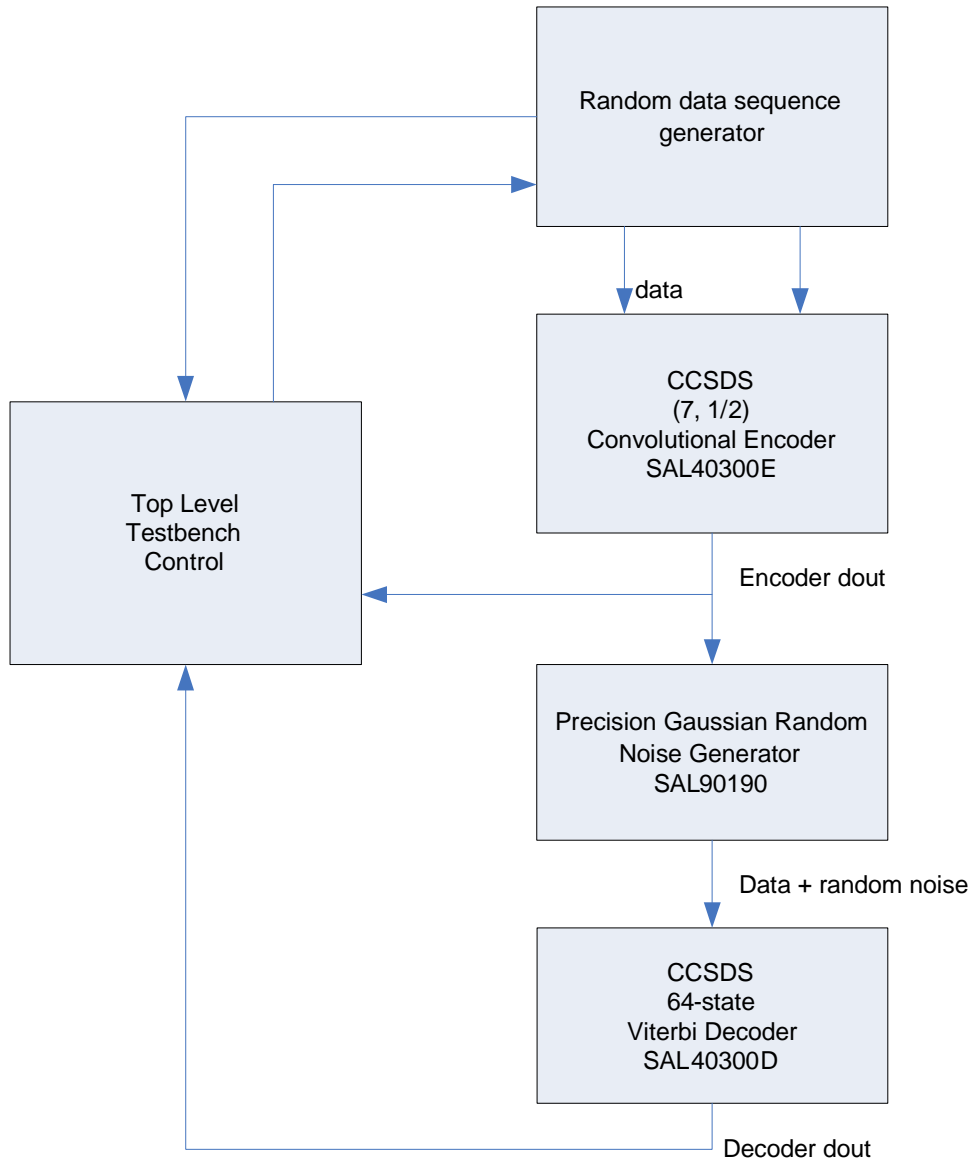 Random data sequence
generator
data
CCSDS
(7, 1/2)
Convolutional Encoder
SAL40300E
Top Level
Testbench
Control
Encoder dout
Precision Gaussian Random
Noise Generator
SAL90190
Data + random noise
CCSDS
64-state
Viterbi Decoder
SAL40300D
Decoder dout